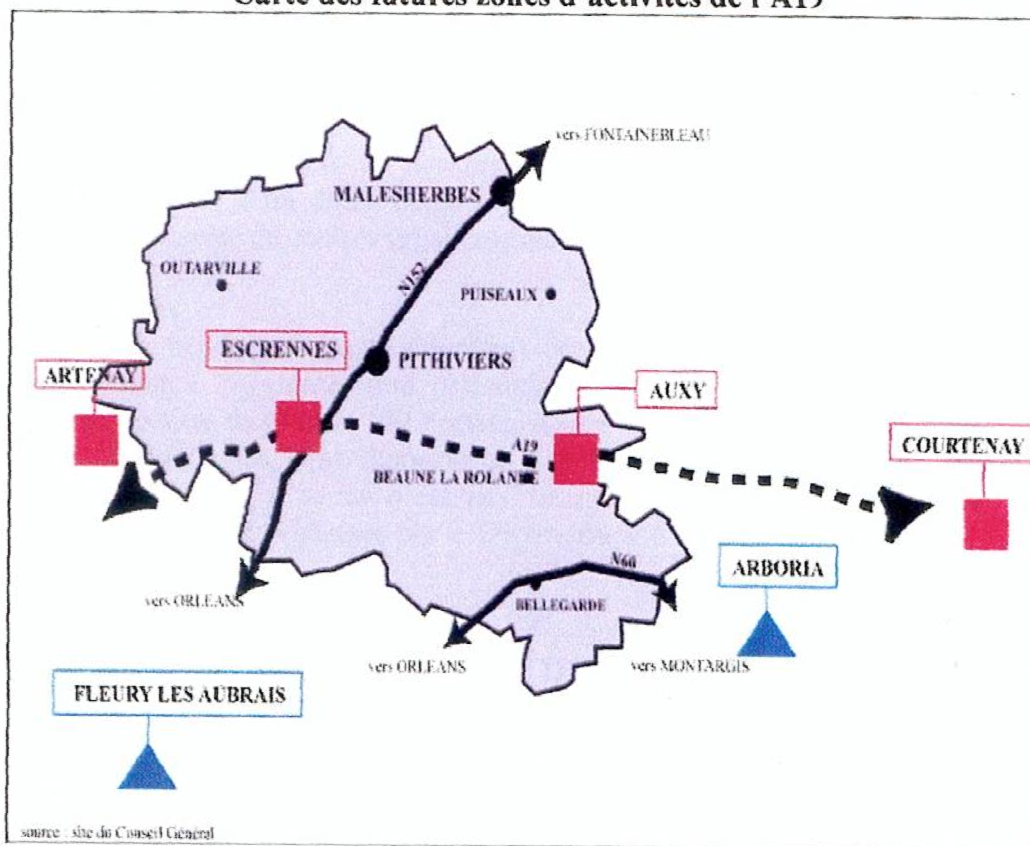 Carte des futures zones d'activités de l'A19
vers FONTAINEBLEAU
MALESHERBES
OUTARVILLE
N152
PUISEAUX
ESCRENNES
PITHIVIERS
ARTENAY
AUXY
A19
COURTENAY
BEAUNE LA ROLANDE
N60
ARBORIA
vers ORLEANS
BELLEGARDE
vers ORLEANS
vers MONTARGIS
FLEURY LES AUBRAIS
source : site du Conseil Général